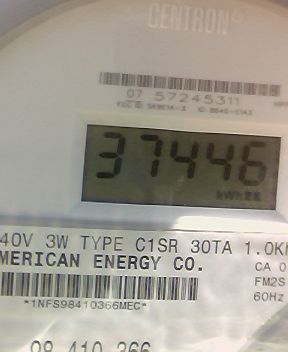 CENTRON®
07 57245311
37446
kWh
40V 3W TYPE C1SR 30TA 1.0K
MERICAN ENERGY CO.
CA 0
FM2S
*1NFS98410366MEC*
60Hz
98 410 366